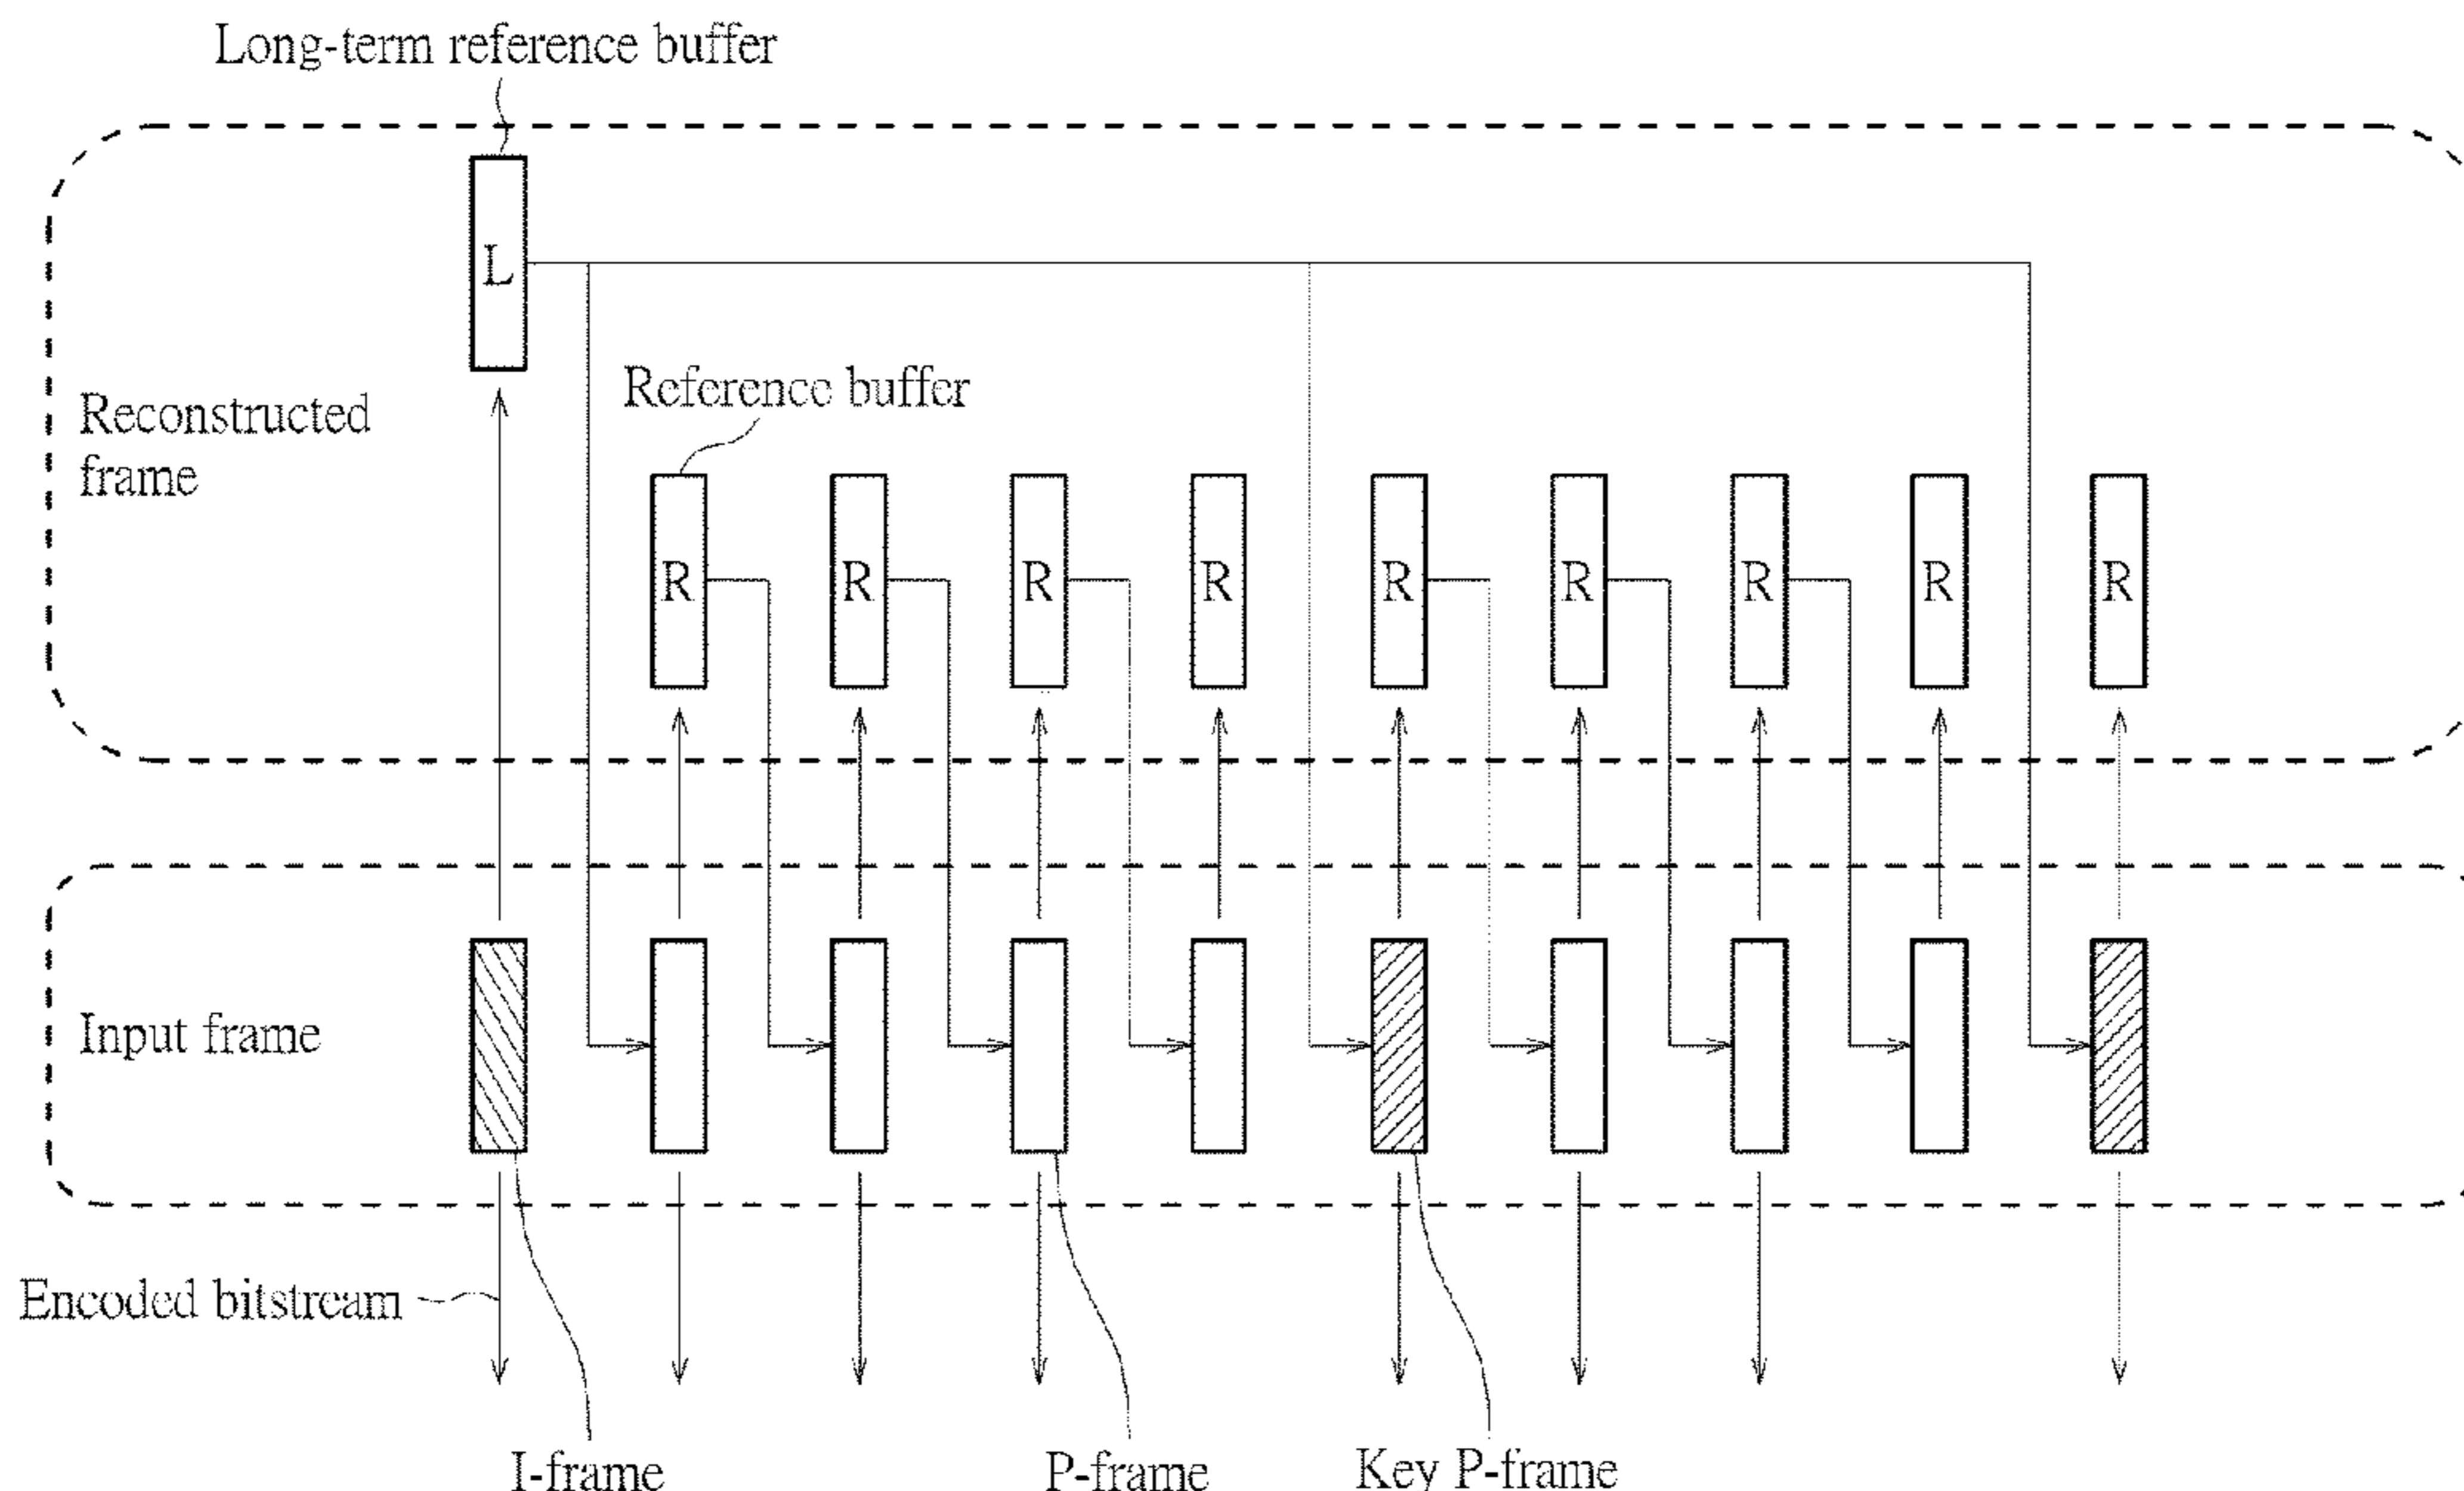 Long-term reference buffer
L
Reference buffer
Reconstructed
frame
R R R R R R R R R
Input frame
Encoded bitstream
I-frame
P-frame
Key P-frame